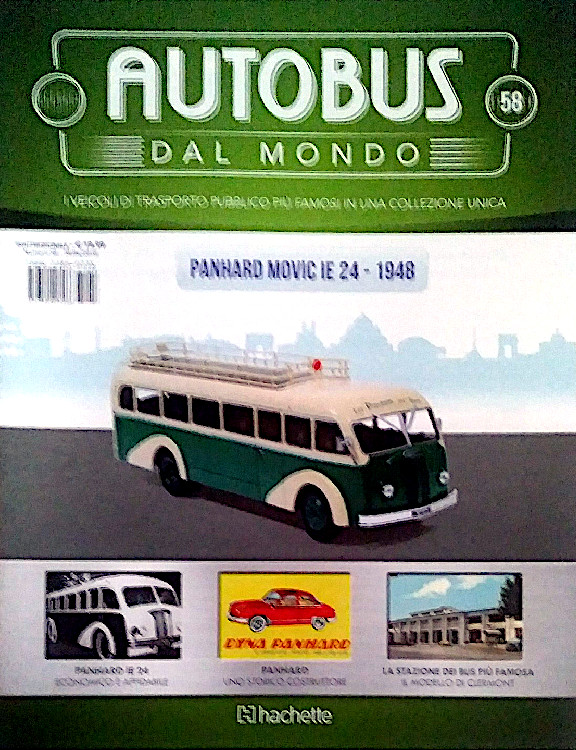 AUTOBUS
58
DAL MONDO
I VEICOLI DI TRASPORTO PUBBLICO PIÙ FAMOSI IN UNA COLLEZIONE UNICA
PANHARD MOVIC IE 24 - 1948
PANHARD IE 24
ECONOMICO E AFFIDABILE
DYNA PANHARD
PANHARD
UNO STORICO COSTRUTTORE
LA STAZIONE DEI BUS PIÙ FAMOSA
IL MODELLO DI CLERMONT
hachette